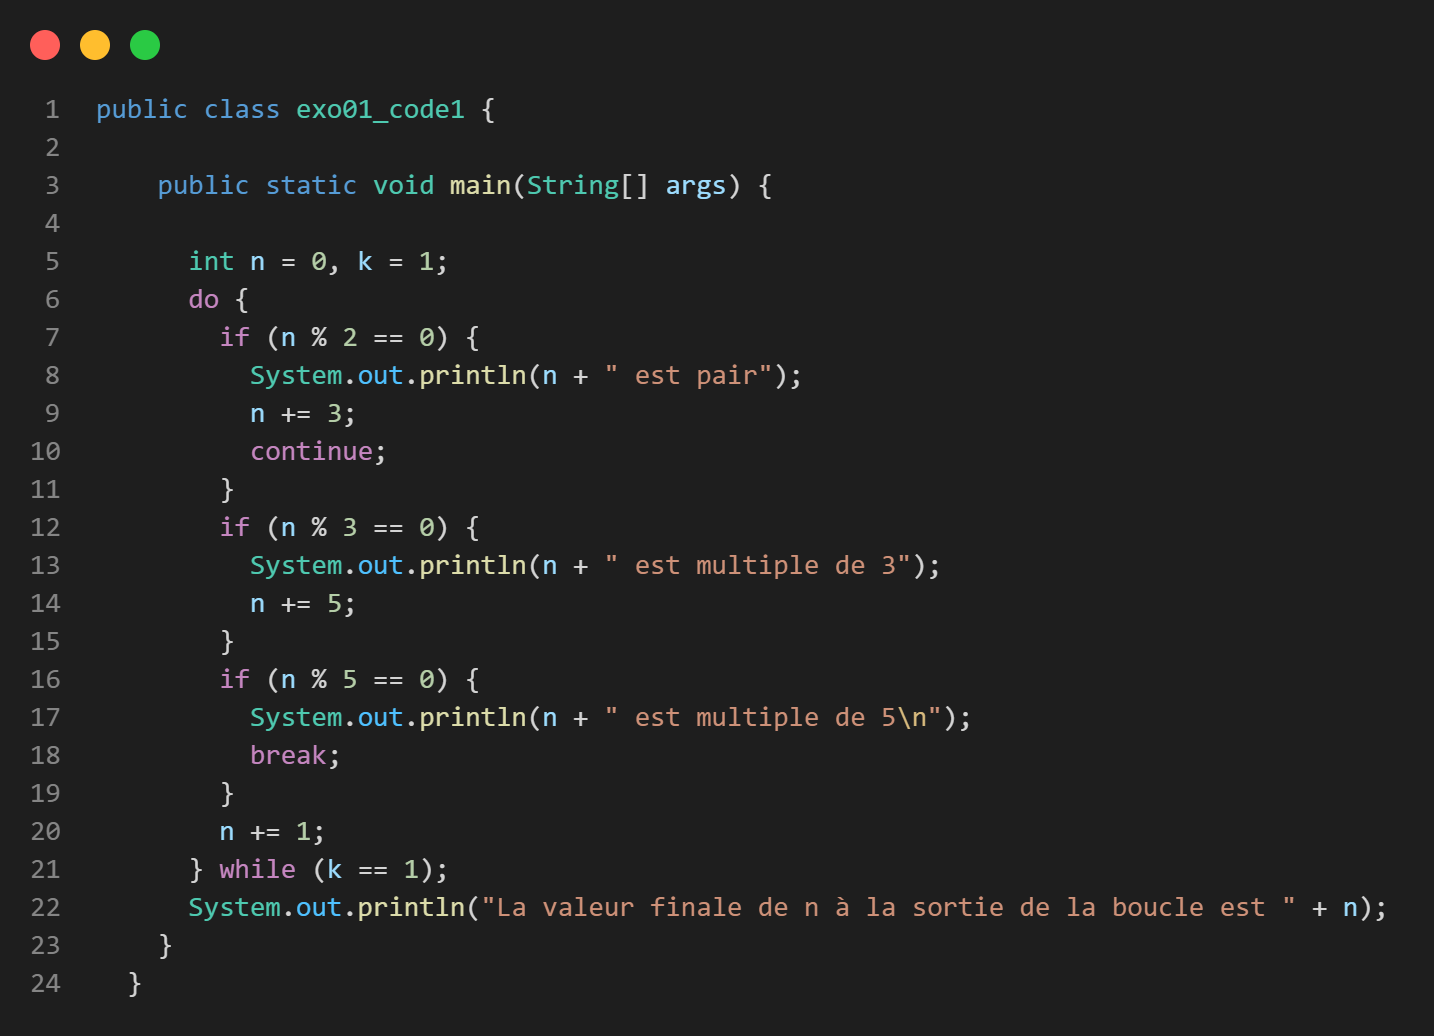 1 public class exo01_code1 {
2
3 public static void main(String[] args) {
4
5 int n = 0, k = 1;
6 do {
7 if (n % 2 == 0) {
8 System.out.println(n + " est pair");
9 n += 3;
10 continue;
11 }
12 if (n % 3 == 0) {
13 System.out.println(n + " est multiple de 3");
14 n += 5;
15 }
16 if (n % 5 == 0) {
17 System.out.println(n + " est multiple de 5\n");
18 break;
19 }
20 n += 1;
21 } while (k == 1);
22 System.out.println("La valeur finale de n à la sortie de la boucle est " + n);
23 }
24 }